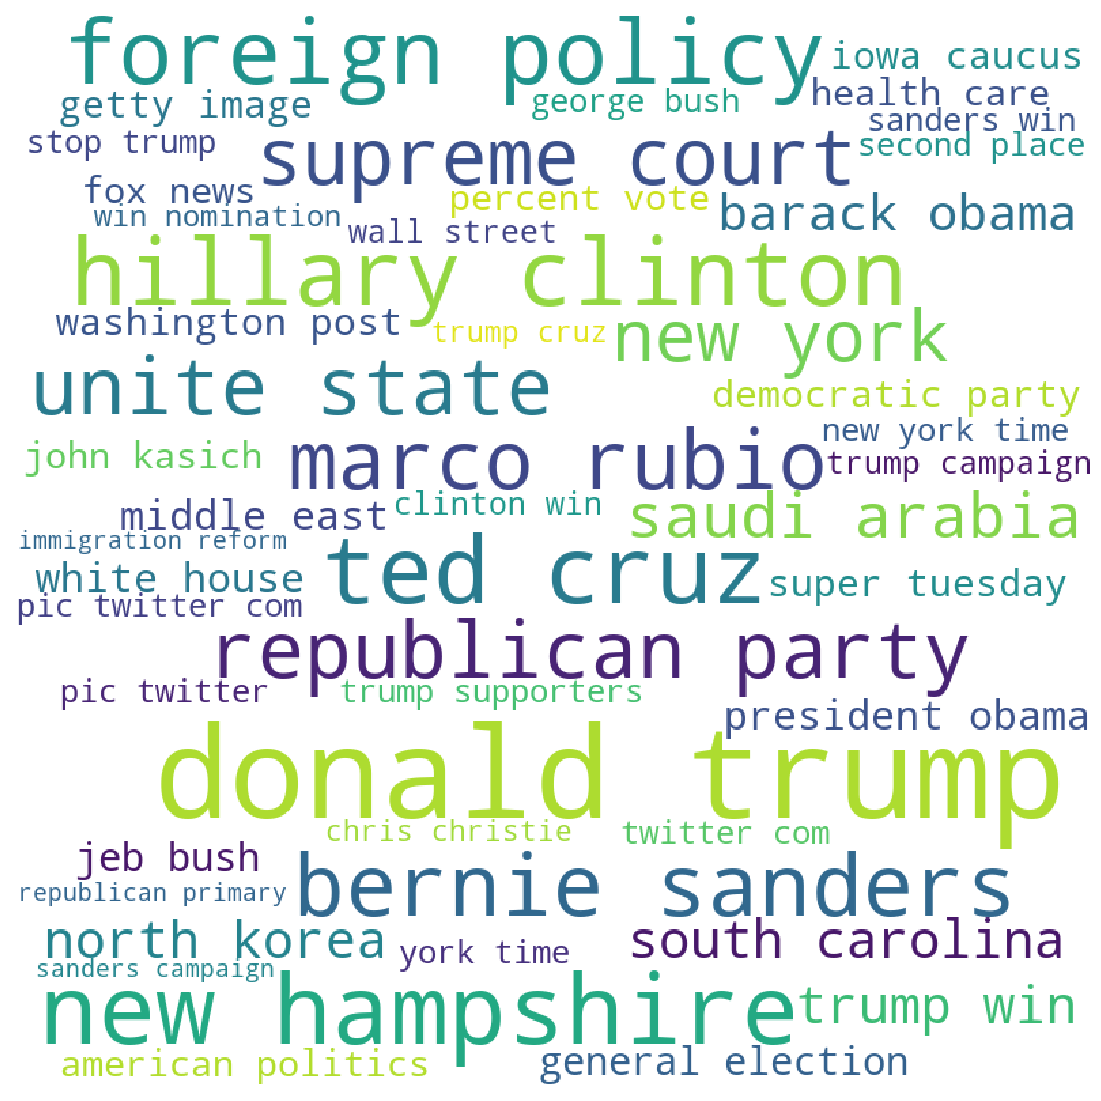 foreign policy
iowa caucus
getty image
george bush
health care
sanders win
stop trump
supreme court
second place
fox news
percent vote
barack obama
win nomination
wall street
hillary clinton
washington post
trump cruz
new york
unite state
democratic party
new york time
john kasich
marco rubio
trump campaign
middle east
clinton win
saudi arabia
immigration reform
ted cruz
white house
super tuesday
pic twitter com
republican party
pic twitter
trump supporters
president obama
donald trump
chris christie
twitter com
jeb bush
bernie sanders
republican primary
north korea
york time
south carolina
sanders campaign
new hampshire
trump win
american politics
general election